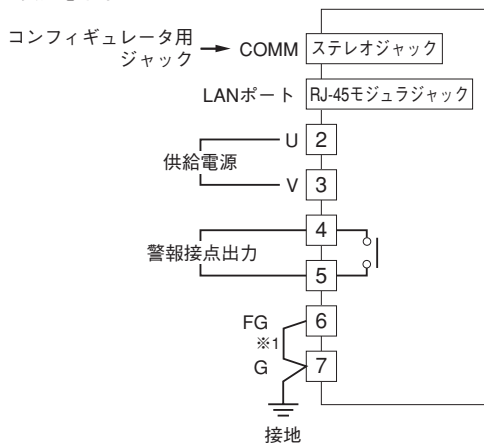 コンフィギュレータ用
ジャック
COMM
ステレオジャック
LANポート
RJ-45モジュラジャック
供給電源
U
2
V
3
警報接点出力
4
5
FG
6
※1
G
7
接地